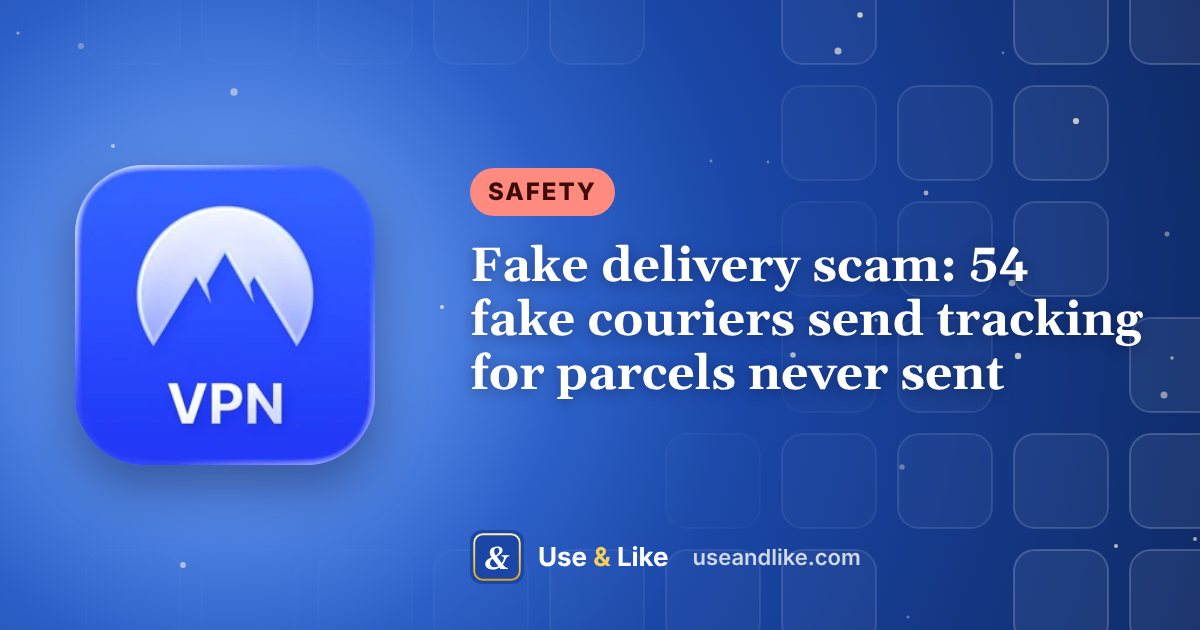 VPN
SAFETY
Fake delivery scam: 54
fake couriers send tracking
for parcels never sent
& Use & Like useandlike.com